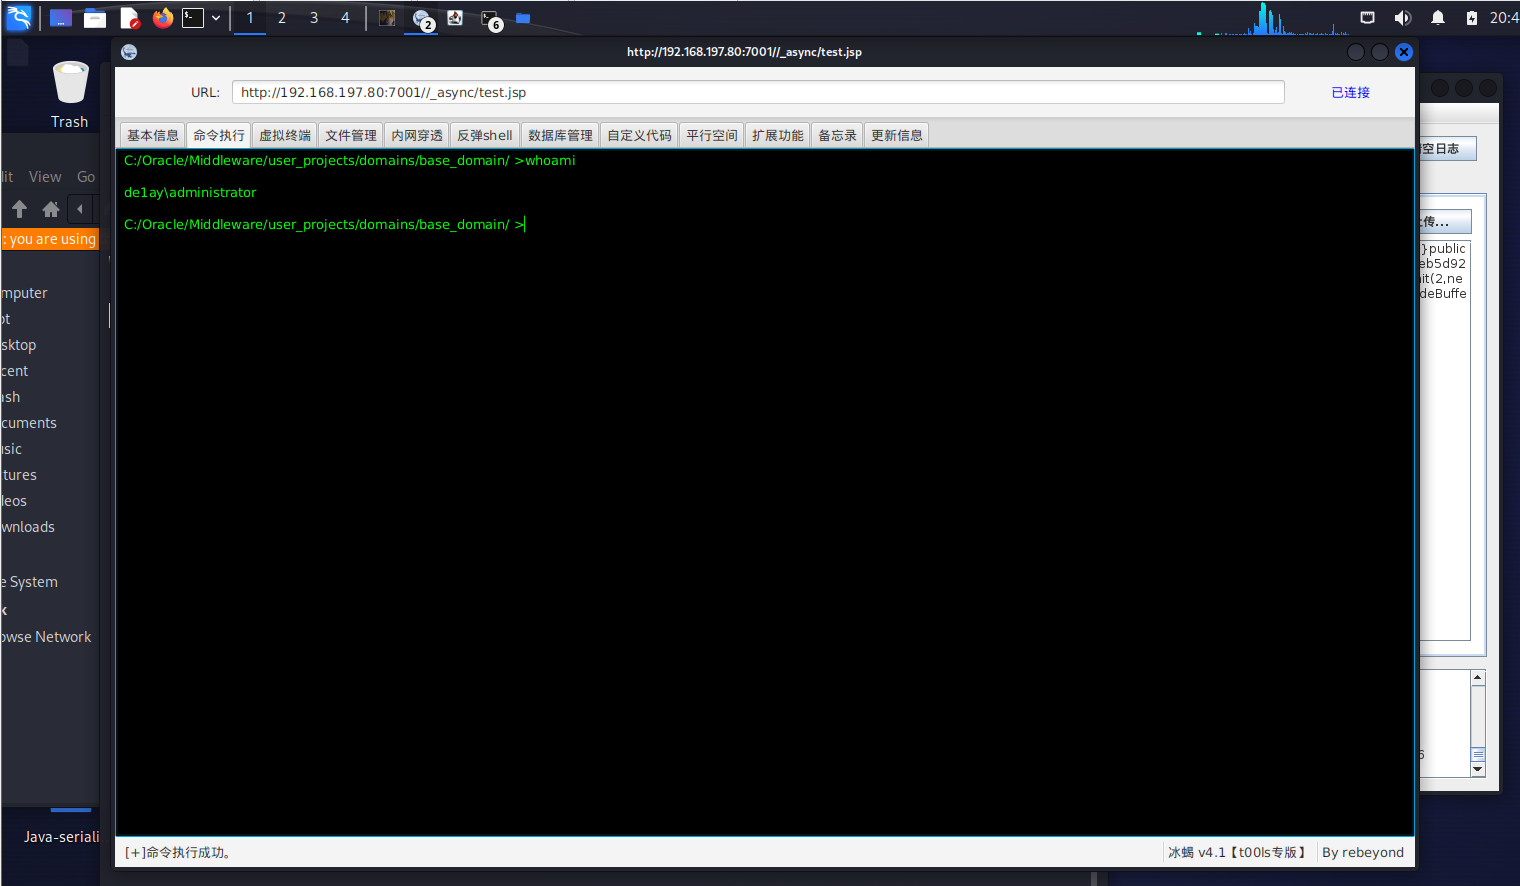 1 2 3 4 2 6 20:4
http://192.168.197.80:7001//_async/test.jsp
Trash
URL: http://192.168.197.80:7001//_async/test.jsp 已连接
基本信息 命令执行 虚拟终端 文件管理 内网穿透 反弹shell 数据库管理 自定义代码 平行空间 扩展功能 备忘录 更新信息
空日志
C:/Oracle/Middleware/user_projects/domains/base_domain/ >whoami
de1ay\administrator
C:/Oracle/Middleware/user_projects/domains/base_domain/ >
lit View Go
: you are using
mputer
ot
sktop
cent
ash
cuments
usic
tures
leos
wnloads
e System
k
owse Network
传...
}public
eb5d92
it(2,ne
deBuffe
6
Java-seriali
[+]命令执行成功。
冰蝎 v4.1【t00ls专版】 By rebeyond